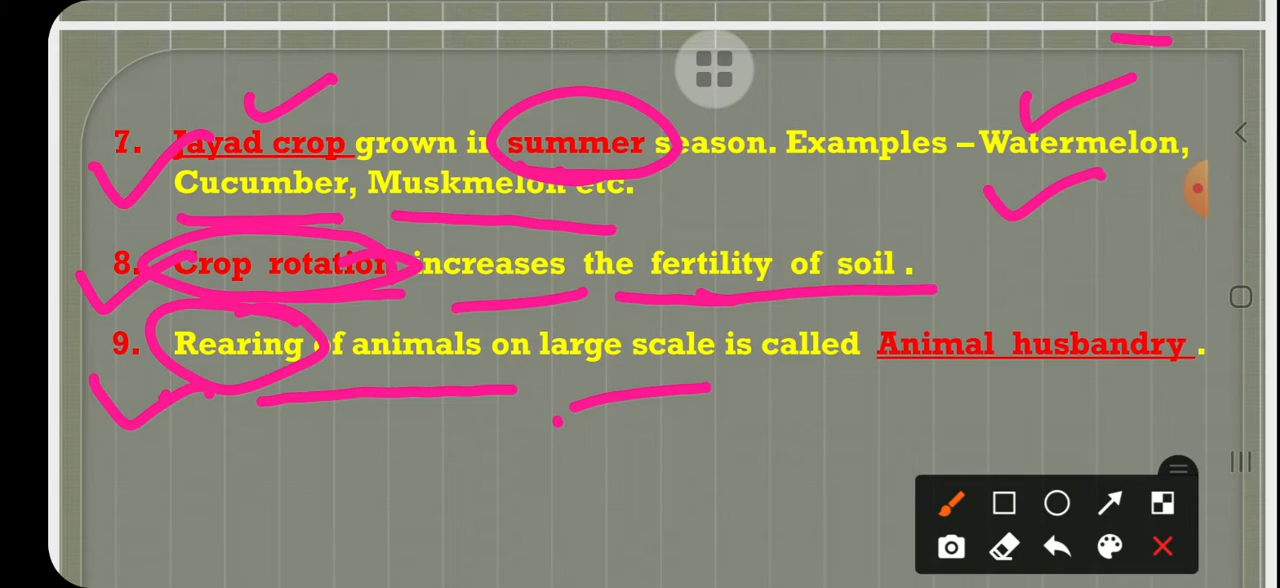 7. Jayad crop grown in summer season. Examples – Watermelon,
Cucumber, Muskmelon etc.
8. Crop rotation increases the fertility of soil .
9. Rearing of animals on large scale is called Animal husbandry .